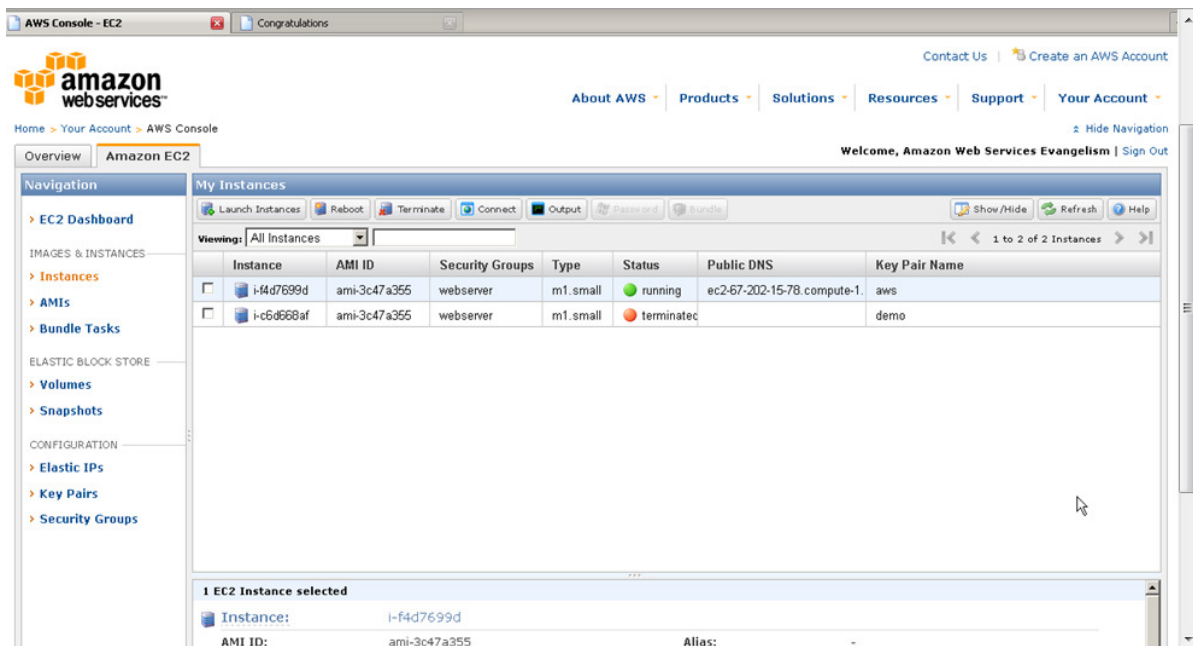 AWS Console - EC2 Congratulations
Contact Us | Create an AWS Account
amazon
webservices™
About AWS Products Solutions Resources Support Your Account
Home > Your Account > AWS Console Hide Navigation
Overview Amazon EC2 Welcome, Amazon Web Services Evangelism | Sign Out
Navigation
> EC2 Dashboard
IMAGES & INSTANCES
> Instances
> AMIs
> Bundle Tasks
ELASTIC BLOCK STORE
> Volumes
> Snapshots
CONFIGURATION
> Elastic IPs
> Key Pairs
> Security Groups
My Instances
Launch Instances Reboot Terminate Connect Output Password Bundle Show/Hide Refresh Help
Viewing: All Instances 1 to 2 of 2 Instances
Instance AMI ID Security Groups Type Status Public DNS Key Pair Name
i-f4d7699d ami-3c47a355 webserver m1.small running ec2-67-202-15-78.compute-1. aws
i-c6d668af ami-3c47a355 webserver m1.small terminated demo
1 EC2 Instance selected
Instance: i-f4d7699d
AMI ID: ami-3c47a355 Alias: -